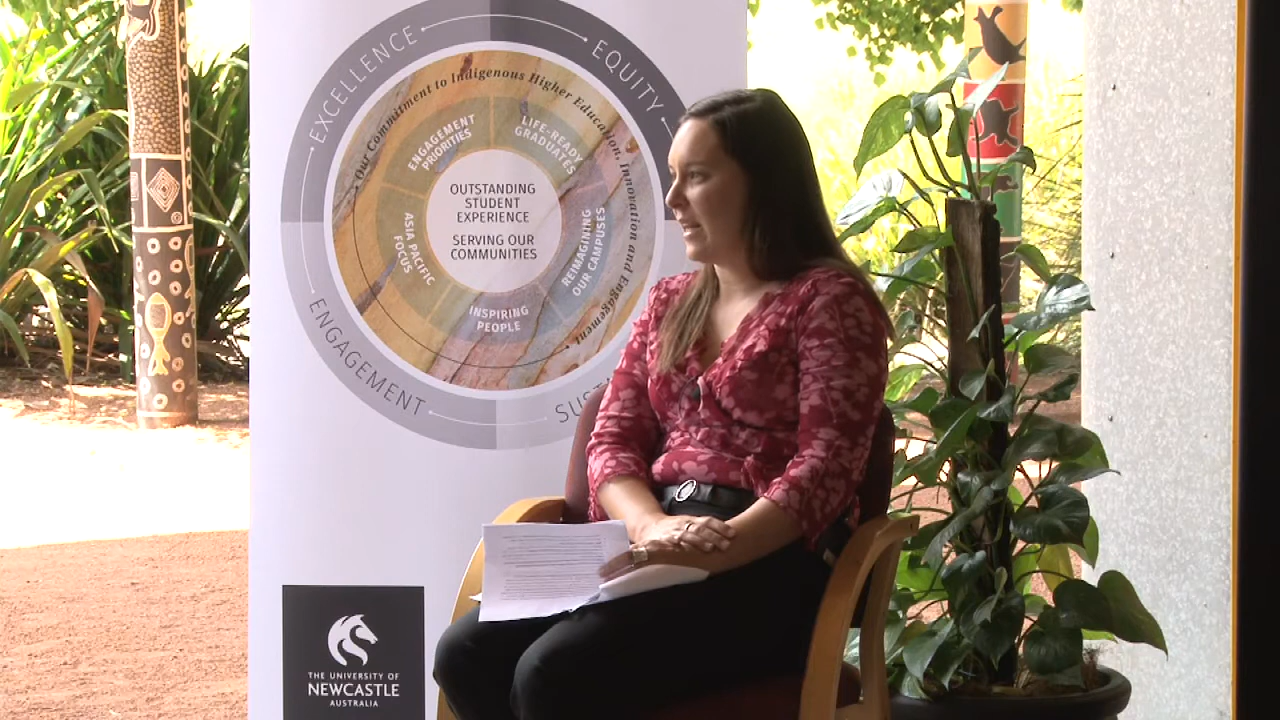 EXCELLENCE
EQUITY
Our Commitment to Indigenous Higher Education, Innovation and Engagement
ENGAGEMENT
PRIORITIES
LIFE-READY
GRADUATES
OUTSTANDING
STUDENT
EXPERIENCE
SERVING OUR
COMMUNITIES
ASIA PACIFIC
FOCUS
REIMAGINING
OUR CAMPUSES
INSPIRING
PEOPLE
ENGAGEMENT
SUS
THE UNIVERSITY OF
NEWCASTLE
AUSTRALIA